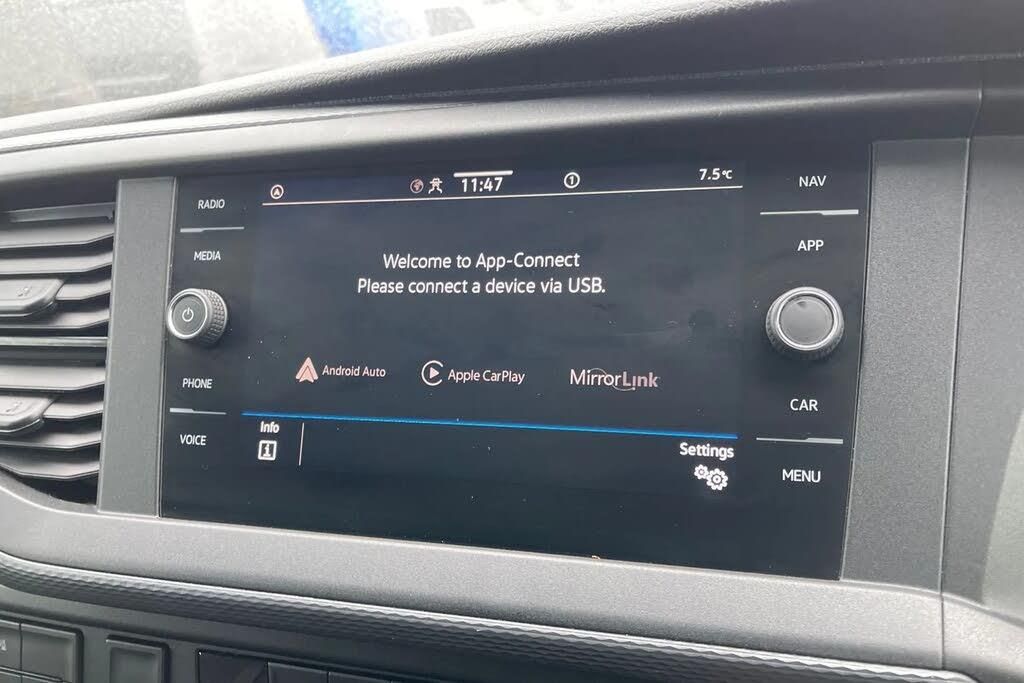 RADIO
MEDIA
PHONE
VOICE
11:47
1
7.5°C
Welcome to App-Connect
Please connect a device via USB.
Android Auto
Apple CarPlay
MirrorLink
Info
Settings
NAV
APP
CAR
MENU